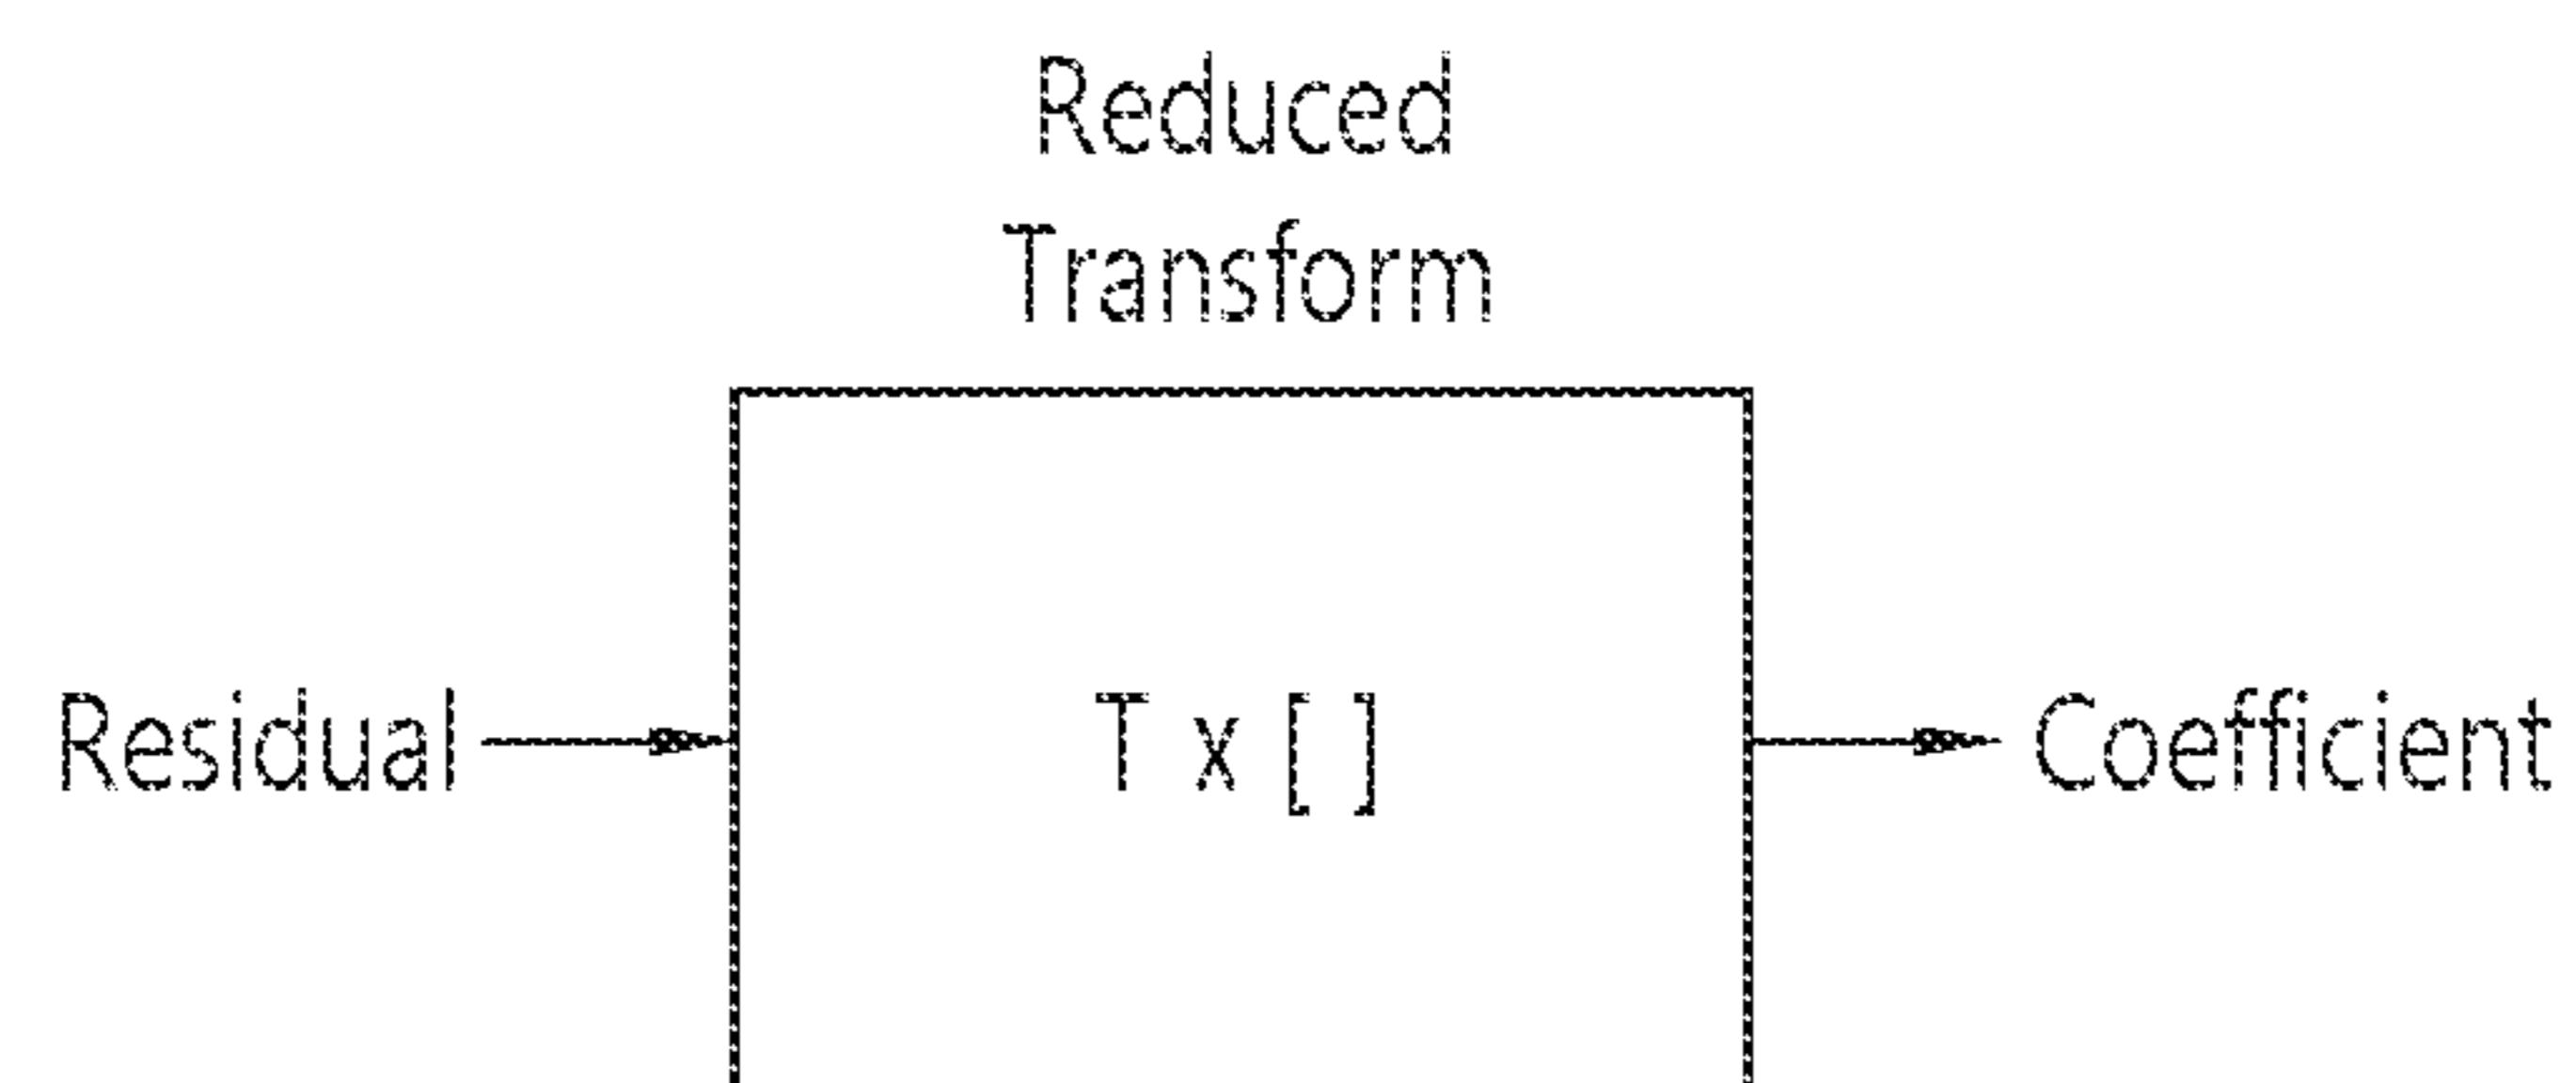 Reduced
Transform
Residual
T x [ ]
Coefficient